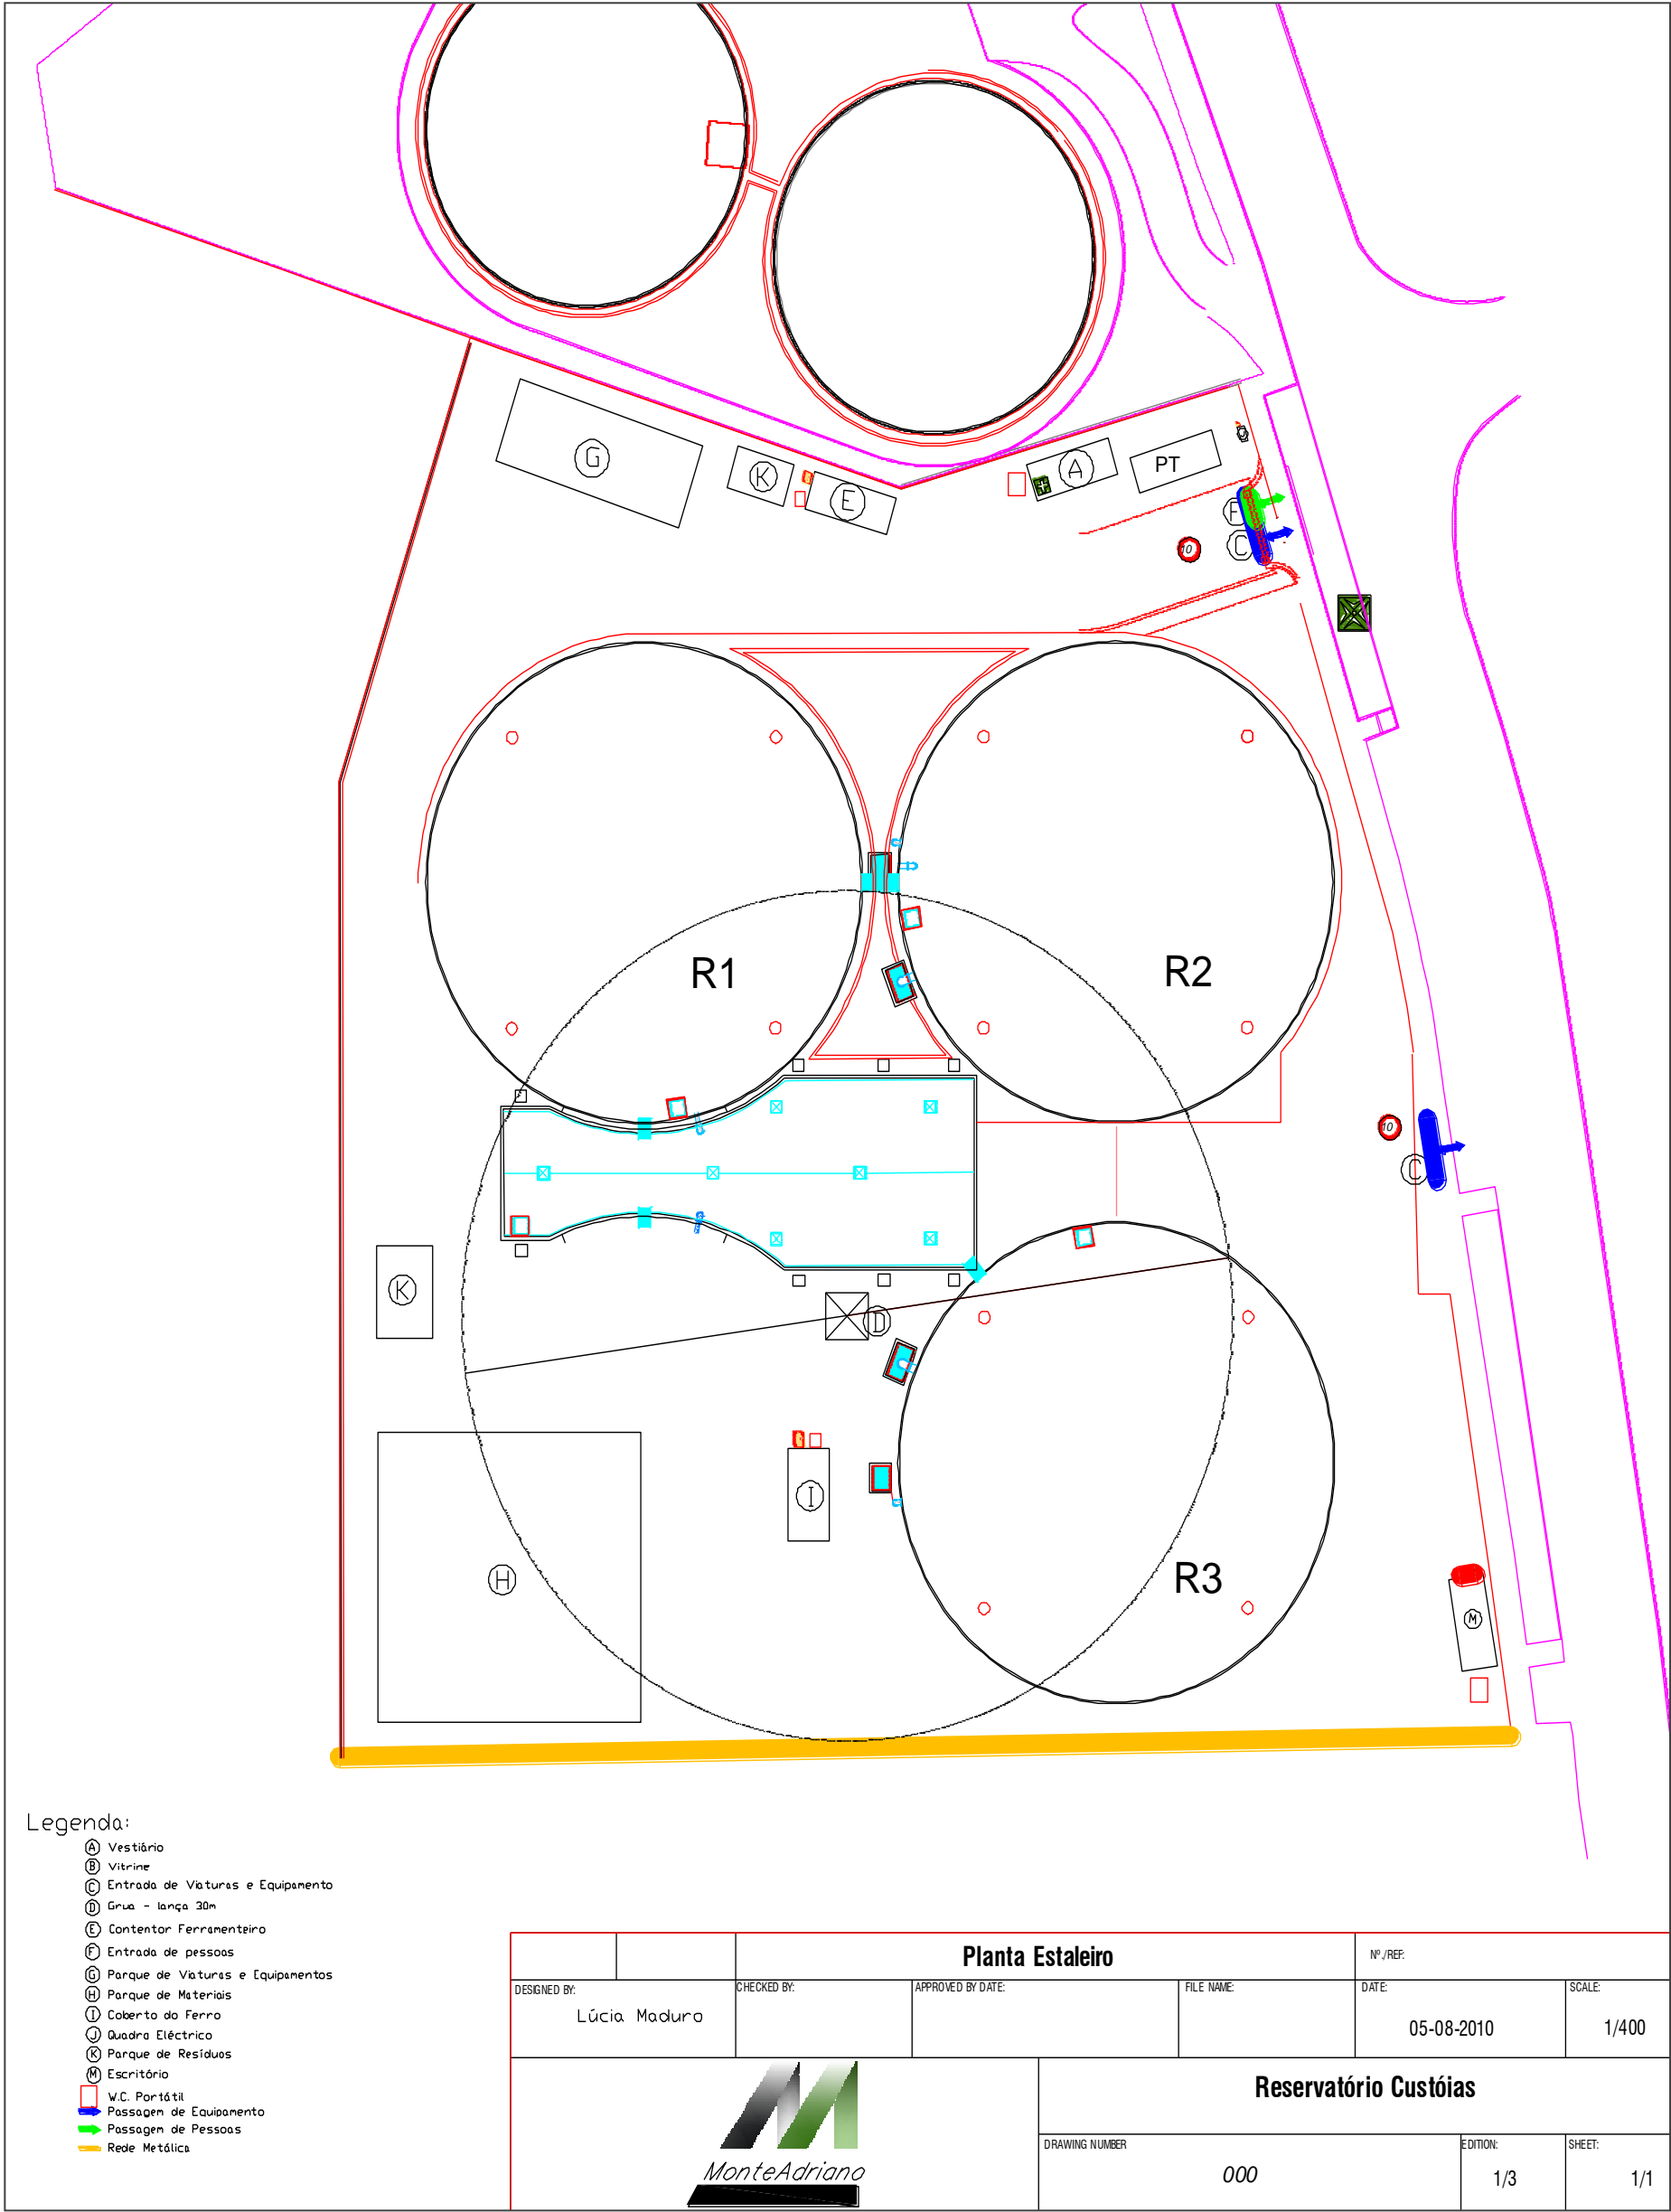 G
K
E
A
PT
F
C
10
R1
R2
10
C
K
D
I
H
R3
M
Legenda:
A Vestiário
B Vitrine
C Entrada de Viaturas e Equipamento
D Grua - lança 30m
E Contentor Ferramenteiro
F Entrada de pessoas
G Parque de Viaturas e Equipamentos
H Parque de Materiais
I Coberto do Ferro
J Quadro Eléctrico
K Parque de Resíduos
M Escritório
W.C. Portátil
Passagem de Equipamento
Passagem de Pessoas
Rede Metálica
Planta Estaleiro
Nº./REF:
DESIGNED BY:
Lúcia Maduro
CHECKED BY:
APPROVED BY DATE:
FILE NAME:
DATE:
05-08-2010
SCALE:
1/400
MonteAdriano
Reservatório Custóias
DRAWING NUMBER
000
EDITION:
1/3
SHEET:
1/1